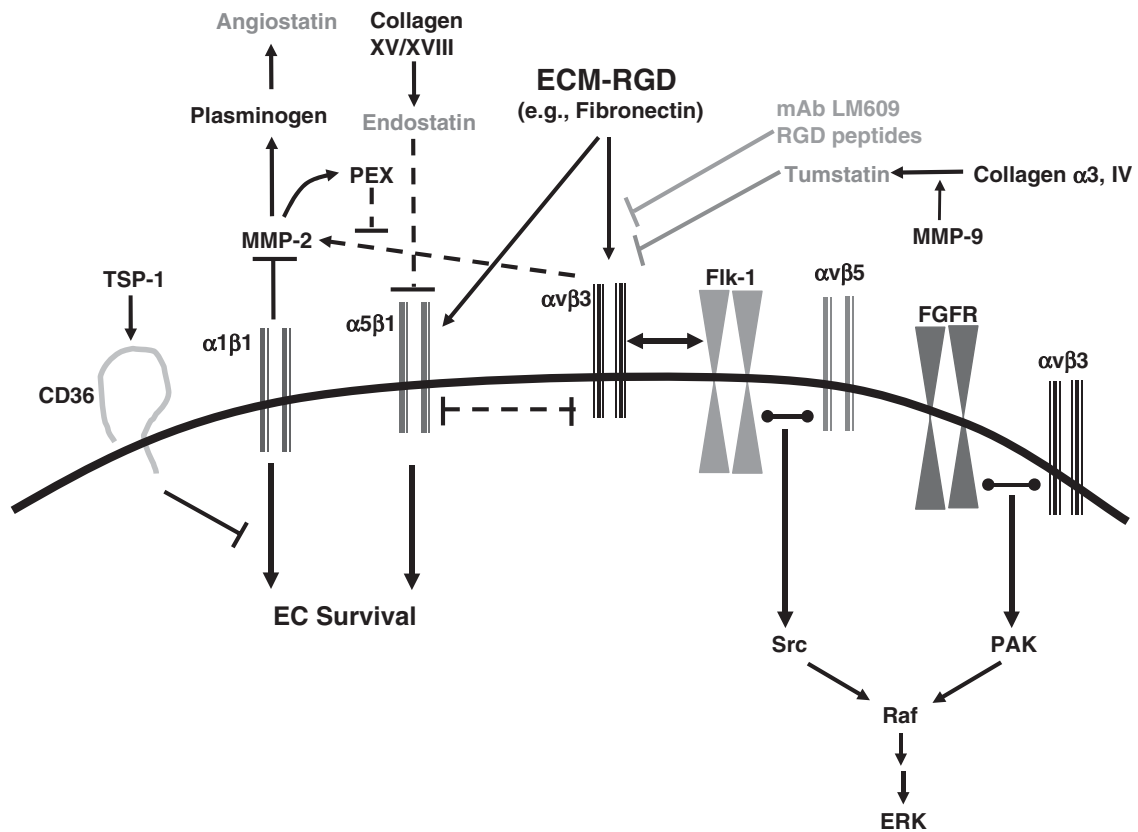 Angiostatin
Collagen
XV/XVIII
ECM-RGD
(e.g., Fibronectin)
Plasminogen
Endostatin
mAb LM609
RGD peptides
PEX
Tumstatin
Collagen α3, IV
MMP-2
MMP-9
TSP-1
αvβ3
Flk-1
αvβ5
α1β1
α5β1
FGFR
CD36
αvβ3
EC Survival
Src
PAK
Raf
ERK